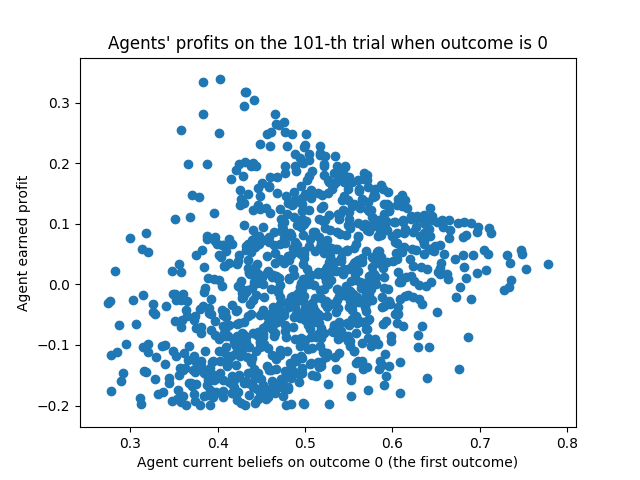 Agents' profits on the 101-th trial when outcome is 0
Agent earned profit
0.3
0.2
0.1
0.0
−0.1
−0.2
0.3 0.4 0.5 0.6 0.7 0.8
Agent current beliefs on outcome 0 (the first outcome)